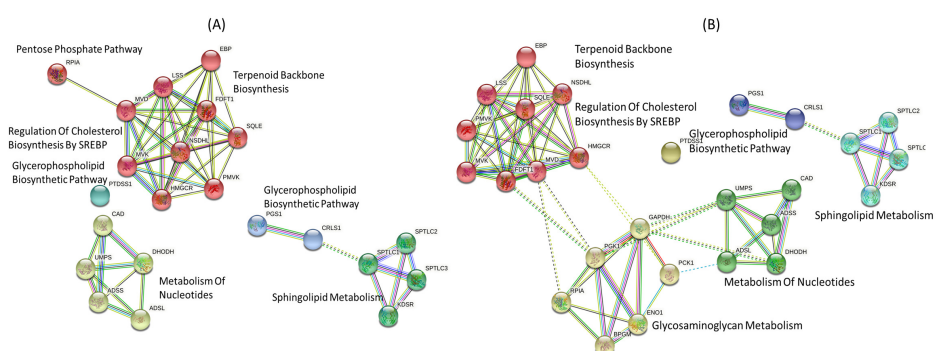 (A)
Pentose Phosphate Pathway
RPIA
EBP
LSS
Terpenoid Backbone
Biosynthesis
MVD
FDFT1
SQLE
Regulation Of Cholesterol
Biosynthesis By SREBP
NSDHL
MVK
PMVK
HMGCR
Glycerophospholipid
Biosynthetic Pathway
PTDSS1
CAD
UMPS
DHODH
ADSS
ADSL
Metabolism Of
Nucleotides
Glycerophospholipid
Biosynthetic Pathway
PGS1
CRLS1
SPTLC2
SPTLC1
SPTLC3
KDSR
Sphingolipid Metabolism
(B)
EBP
Terpenoid Backbone
Biosynthesis
LSS
NSDHL
SQLE
PMVK
Regulation Of Cholesterol
Biosynthesis By SREBP
HMGCR
MVK
MVD
FDFT1
PGS1
CRLS1
Glycerophospholipid
Biosynthetic Pathway
PTDSS1
SPTLC2
SPTLC1
SPTLC
KDSR
Sphingolipid Metabolism
CAD
UMPS
ADSS
ADSL
DHODH
Metabolism Of Nucleotides
GAPDH
PGK1
PCK1
RPIA
ENO1
BPGM
Glycosaminoglycan Metabolism